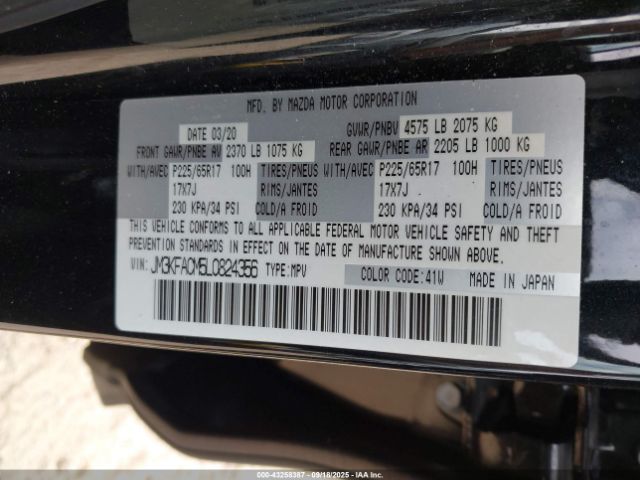 MFD. BY MAZDA MOTOR CORPORATION
DATE 03/20 GVWR/PNBV 4575 LB 2075 KG
FRONT GAWR/PNBE AV 2370 LB 1075 KG REAR GAWR/PNBE AR 2205 LB 1000 KG
WITH/AVEC P225/65R17 100H TIRES/PNEUS WITH/AVEC P225/65R17 100H TIRES/PNEUS
17X7J RIMS/JANTES 17X7J RIMS/JANTES
230 KPA/34 PSI COLD/A FROID 230 KPA/34 PSI COLD/A FROID
THIS VEHICLE CONFORMS TO ALL APPLICABLE FEDERAL MOTOR VEHICLE SAFETY AND THEFT
PREVENTION STANDARDS IN EFFECT ON THE DATE OF MANUFACTURE SHOWN ABOVE.
VIN: JM3KFACM5L0824356 TYPE: MPV COLOR CODE: 41W MADE IN JAPAN
000-43258387 - 09/18/2025 - IAA Inc.